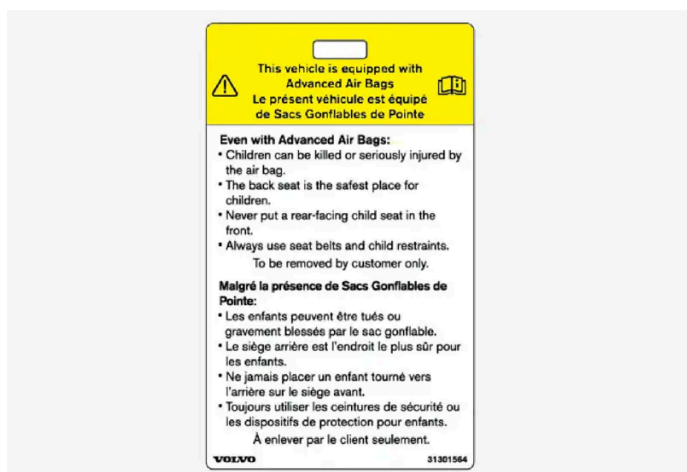 This vehicle is equipped with
Advanced Air Bags
Le présent véhicule est équipé
de Sacs Gonflables de Pointe
Even with Advanced Air Bags:
• Children can be killed or seriously injured by
the air bag.
• The back seat is the safest place for
children.
• Never put a rear-facing child seat in the
front.
• Always use seat belts and child restraints.
To be removed by customer only.
Malgré la présence de Sacs Gonflables de
Pointe:
• Les enfants peuvent être tués ou
gravement blessés par le sac gonflable.
• Le siège arrière est l'endroit le plus sûr pour
les enfants.
• Ne jamais placer un enfant tourné vers
l'arrière sur le siège avant.
• Toujours utiliser les ceintures de sécurité ou
les dispositifs de protection pour enfants.
À enlever par le client seulement.
VOLVO 31301564